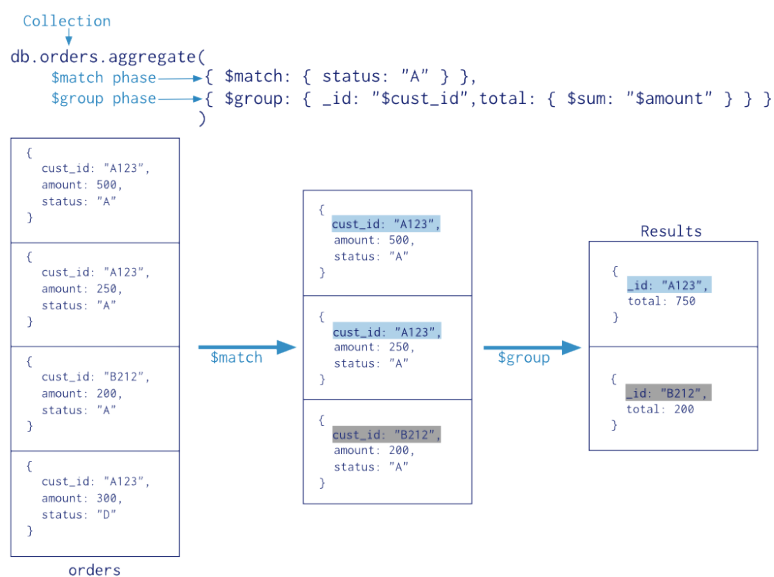 Collection
db.orders.aggregate(
$match phase { $match: { status: "A" } },
$group phase { $group: { _id: "$cust_id",total: { $sum: "$amount" } } }
)
{
cust_id: "A123",
amount: 500,
status: "A"
}
{
cust_id: "A123",
amount: 250,
status: "A"
}
{
cust_id: "B212",
amount: 200,
status: "A"
}
{
cust_id: "A123",
amount: 300,
status: "D"
}
orders
$match
{
cust_id: "A123",
amount: 500,
status: "A"
}
{
cust_id: "A123",
amount: 250,
status: "A"
}
{
cust_id: "B212",
amount: 200,
status: "A"
}
$group
Results
{
_id: "A123",
total: 750
}
{
_id: "B212",
total: 200
}